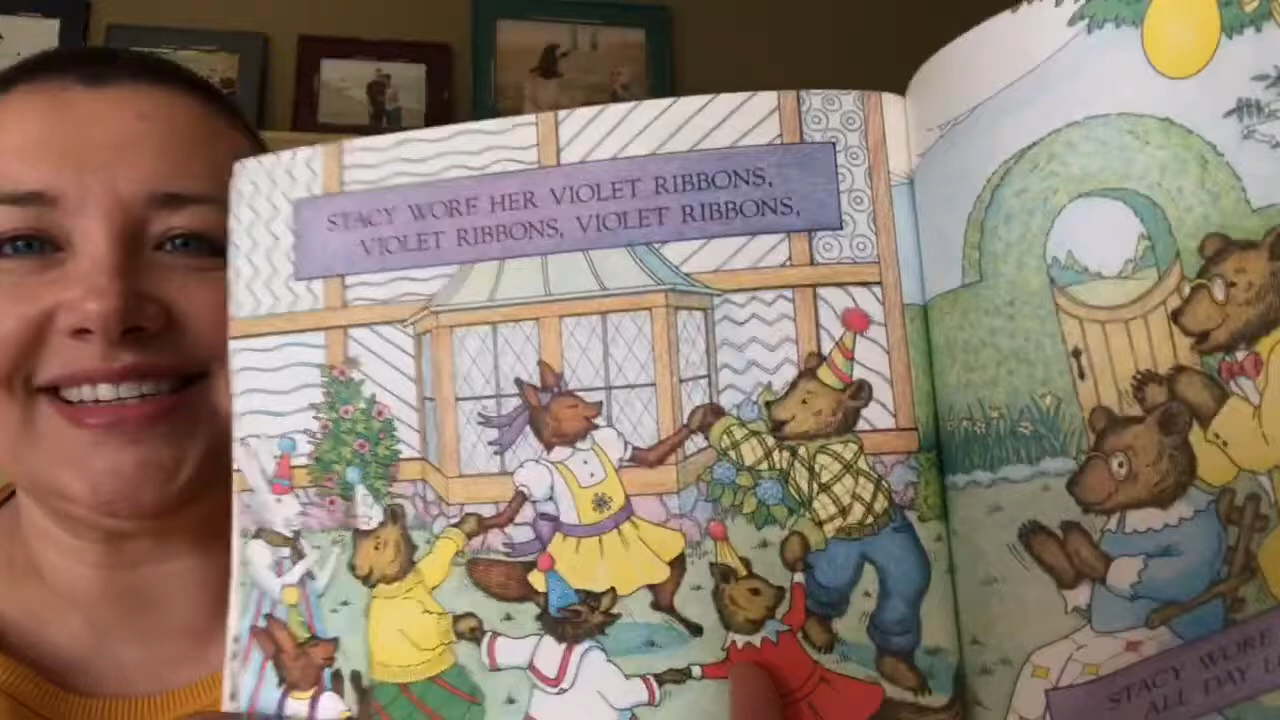 STACY WORE HER VIOLET RIBBONS,
VIOLET RIBBONS, VIOLET RIBBONS,
STACY WORE
ALL DAY